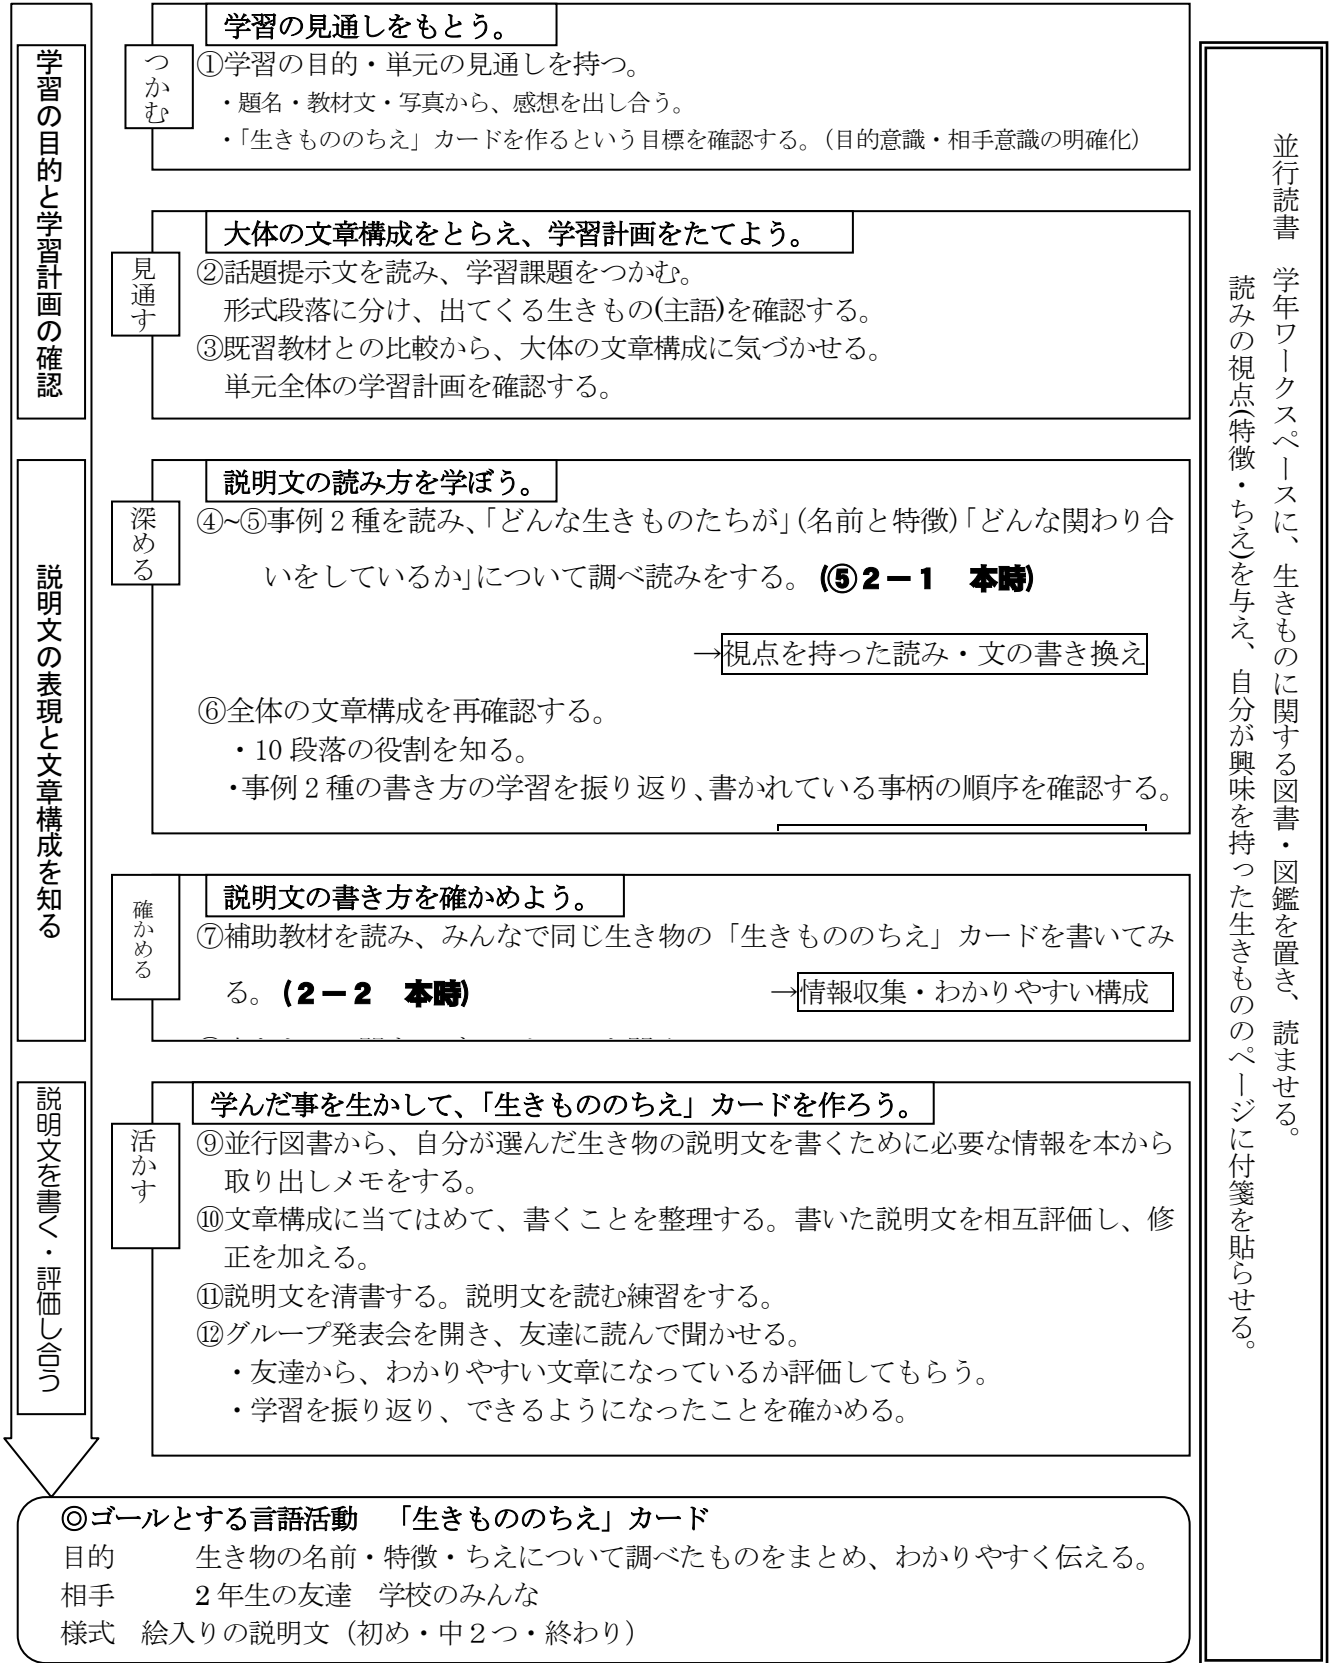 学習の目的と学習計画の確認
つかむ
学習の見通しをもとう。
①学習の目的・単元の見通しを持つ。
・題名・教材文・写真から、感想を出し合う。
・「生きもののちえ」カードを作るという目標を確認する。（目的意識・相手意識の明確化）
見通す
大体の文章構成をとらえ、学習計画をたてよう。
②話題提示文を読み、学習課題をつかむ。
形式段落に分け、出てくる生きもの(主語)を確認する。
③既習教材との比較から、大体の文章構成に気づかせる。
単元全体の学習計画を確認する。
説明文の表現と文章構成を知る
深める
説明文の読み方を学ぼう。
④~⑤事例２種を読み、「どんな生きものたちが」(名前と特徴)「どんな関わり合
いをしているか」について調べ読みをする。(⑤２－１　本時)
→視点を持った読み・文の書き換え
⑥全体の文章構成を再確認する。
・10 段落の役割を知る。
・事例２種の書き方の学習を振り返り、書かれている事柄の順序を確認する。
確かめる
説明文の書き方を確かめよう。
⑦補助教材を読み、みんなで同じ生き物の「生きもののちえ」カードを書いてみ
る。(２－２　本時)　→情報収集・わかりやすい構成
説明文を書く・評価し合う
活かす
学んだ事を生かして、「生きもののちえ」カードを作ろう。
⑨並行図書から、自分が選んだ生き物の説明文を書くために必要な情報を本から
取り出しメモをする。
⑩文章構成に当てはめて、書くことを整理する。書いた説明文を相互評価し、修
正を加える。
⑪説明文を清書する。説明文を読む練習をする。
⑫グループ発表会を開き、友達に読んで聞かせる。
・友達から、わかりやすい文章になっているか評価してもらう。
・学習を振り返り、できるようになったことを確かめる。
◎ゴールとする言語活動　「生きもののちえ」カード
目的　生き物の名前・特徴・ちえについて調べたものをまとめ、わかりやすく伝える。
相手　2 年生の友達　学校のみんな
様式　絵入りの説明文（初め・中２つ・終わり）
並行読書　学年ワークスペースに、生きものに関する図書・図鑑を置き、読ませる。
読みの視点(特徴・ちえ)を与え、自分が興味を持った生きもののページに付箋を貼らせる。